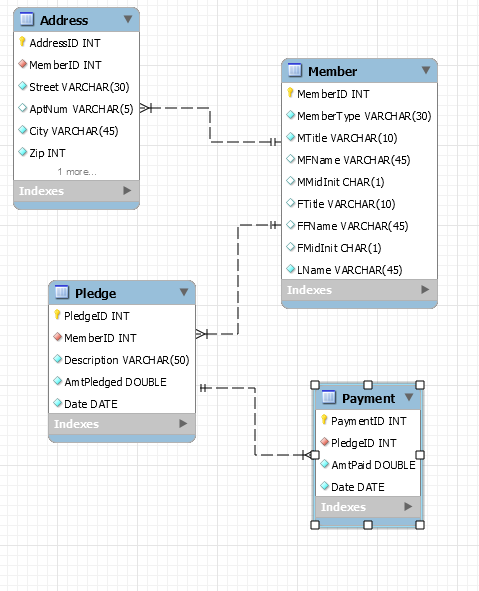 Address
AddressID INT
MemberID INT
Street VARCHAR(30)
AptNum VARCHAR(5)
City VARCHAR(45)
Zip INT
1 more...
Indexes
Member
MemberID INT
MemberType VARCHAR(30)
MTitle VARCHAR(10)
MFName VARCHAR(45)
MMidInit CHAR(1)
FTitle VARCHAR(10)
FFName VARCHAR(45)
FMidInit CHAR(1)
LName VARCHAR(45)
Indexes
Pledge
PledgeID INT
MemberID INT
Description VARCHAR(50)
AmtPledged DOUBLE
Date DATE
Indexes
Payment
PaymentID INT
PledgeID INT
AmtPaid DOUBLE
Date DATE
Indexes